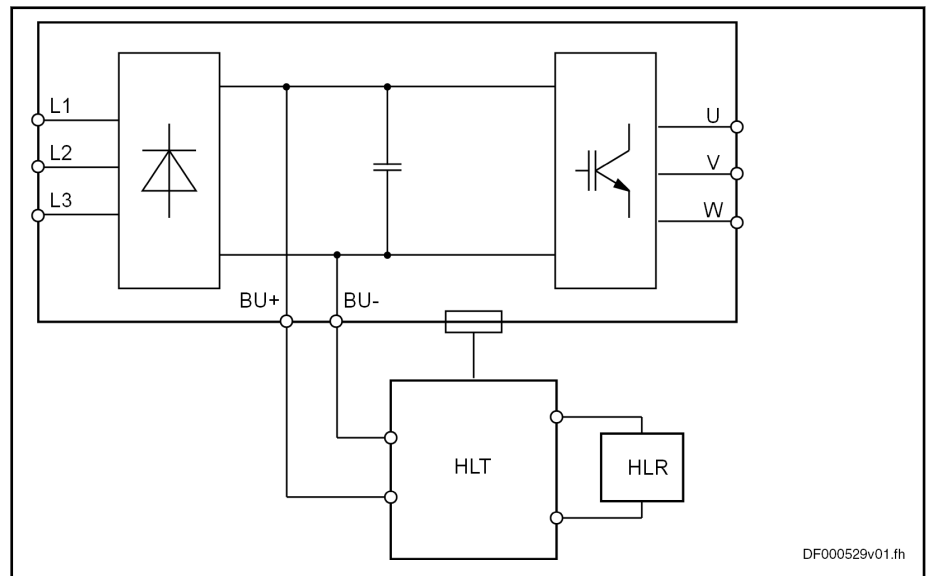 L1
L2
L3
U
V
W
BU+
BU-
HLT
HLR
DF000529v01.fh